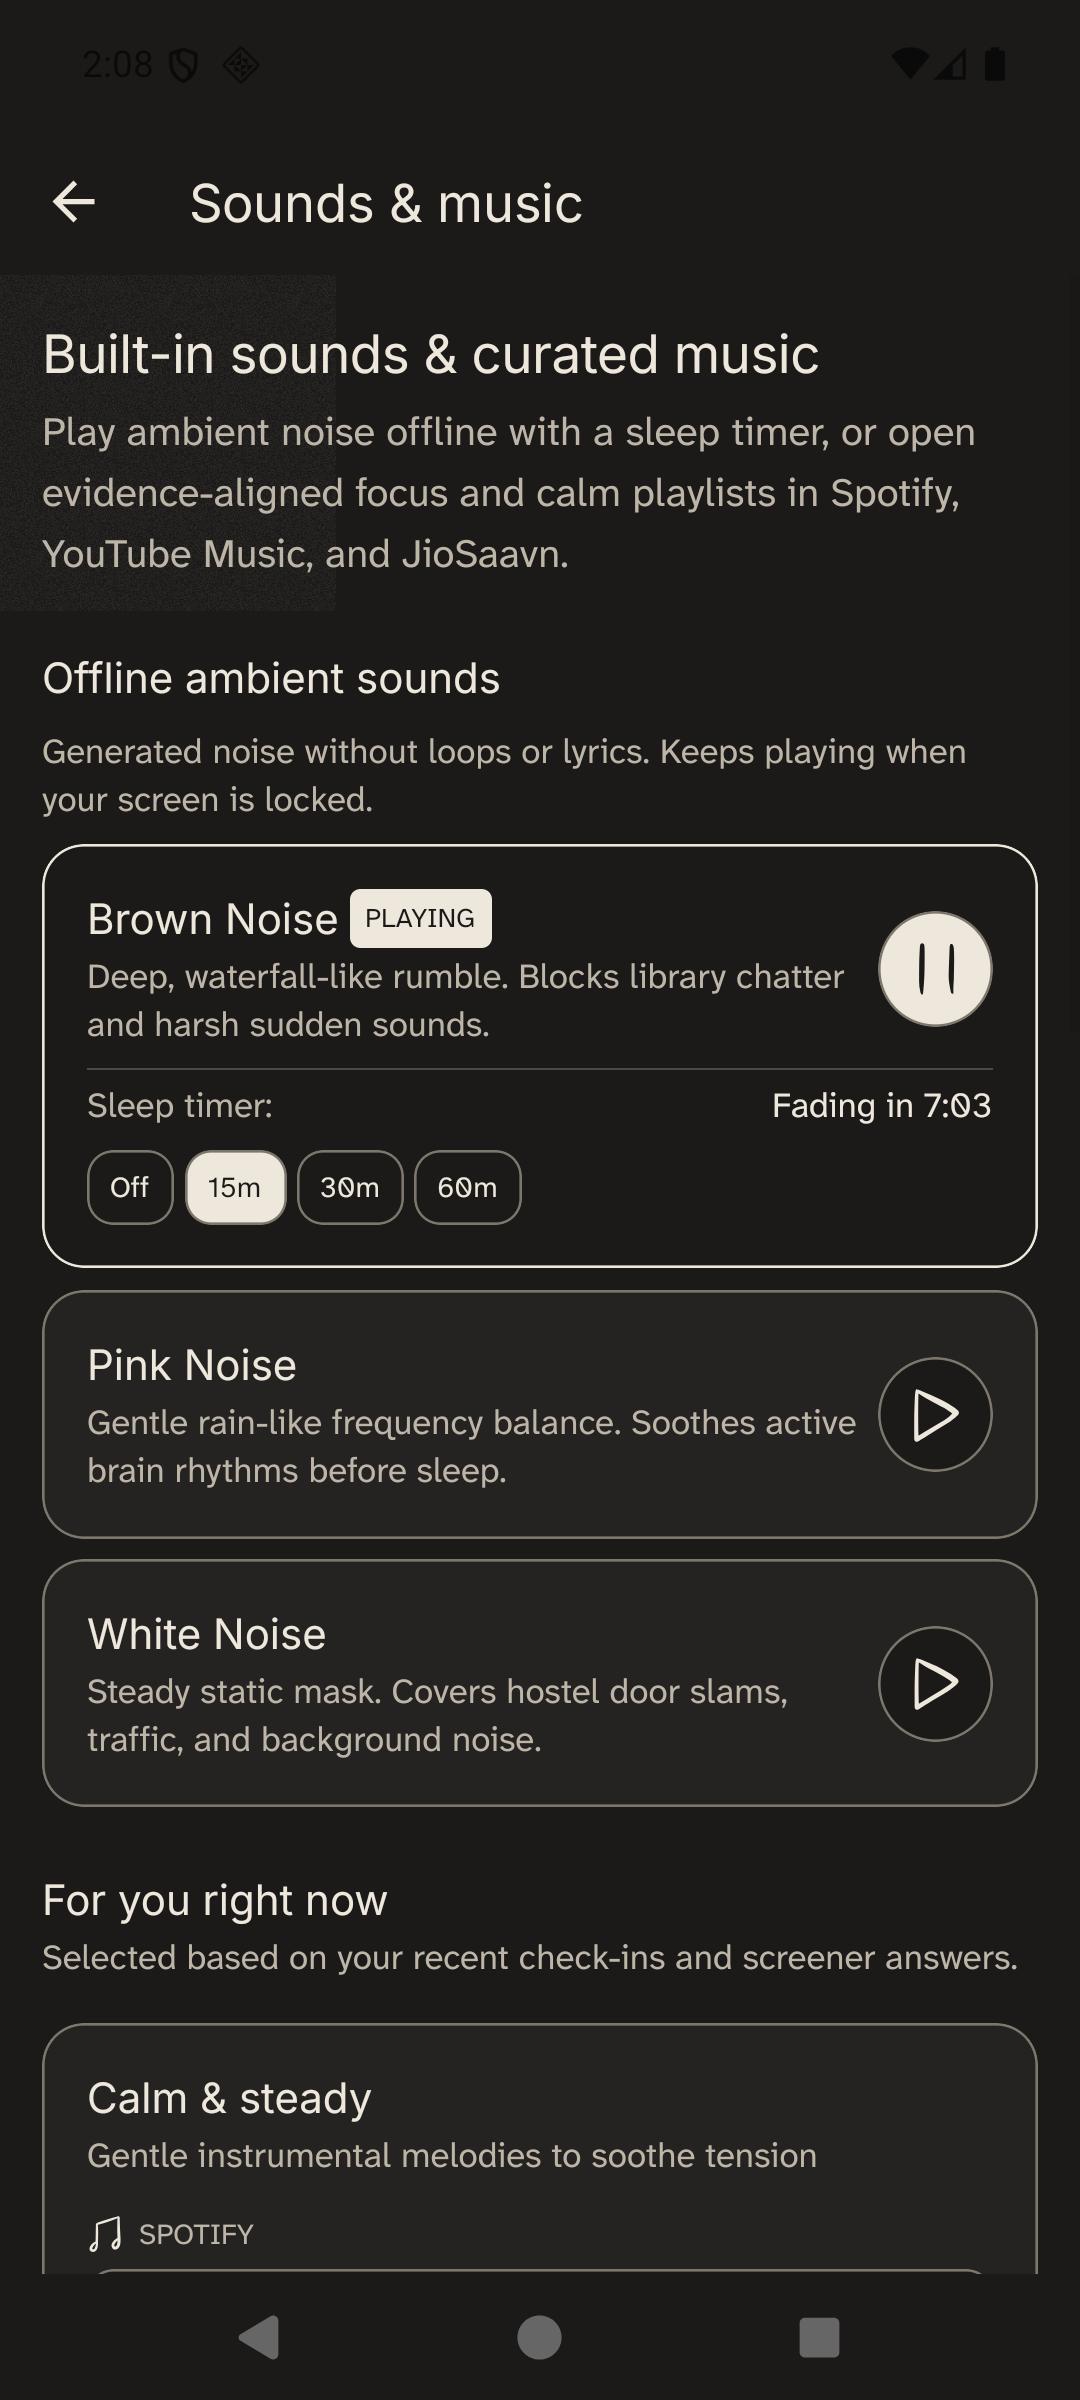 2:08
Sounds & music
Built-in sounds & curated music
Play ambient noise offline with a sleep timer, or open
evidence-aligned focus and calm playlists in Spotify,
YouTube Music, and JioSaavn.
Offline ambient sounds
Generated noise without loops or lyrics. Keeps playing when
your screen is locked.
Brown Noise PLAYING
Deep, waterfall-like rumble. Blocks library chatter
and harsh sudden sounds.
Sleep timer: Fading in 7:03
Off 15m 30m 60m
Pink Noise
Gentle rain-like frequency balance. Soothes active
brain rhythms before sleep.
White Noise
Steady static mask. Covers hostel door slams,
traffic, and background noise.
For you right now
Selected based on your recent check-ins and screener answers.
Calm & steady
Gentle instrumental melodies to soothe tension
SPOTIFY